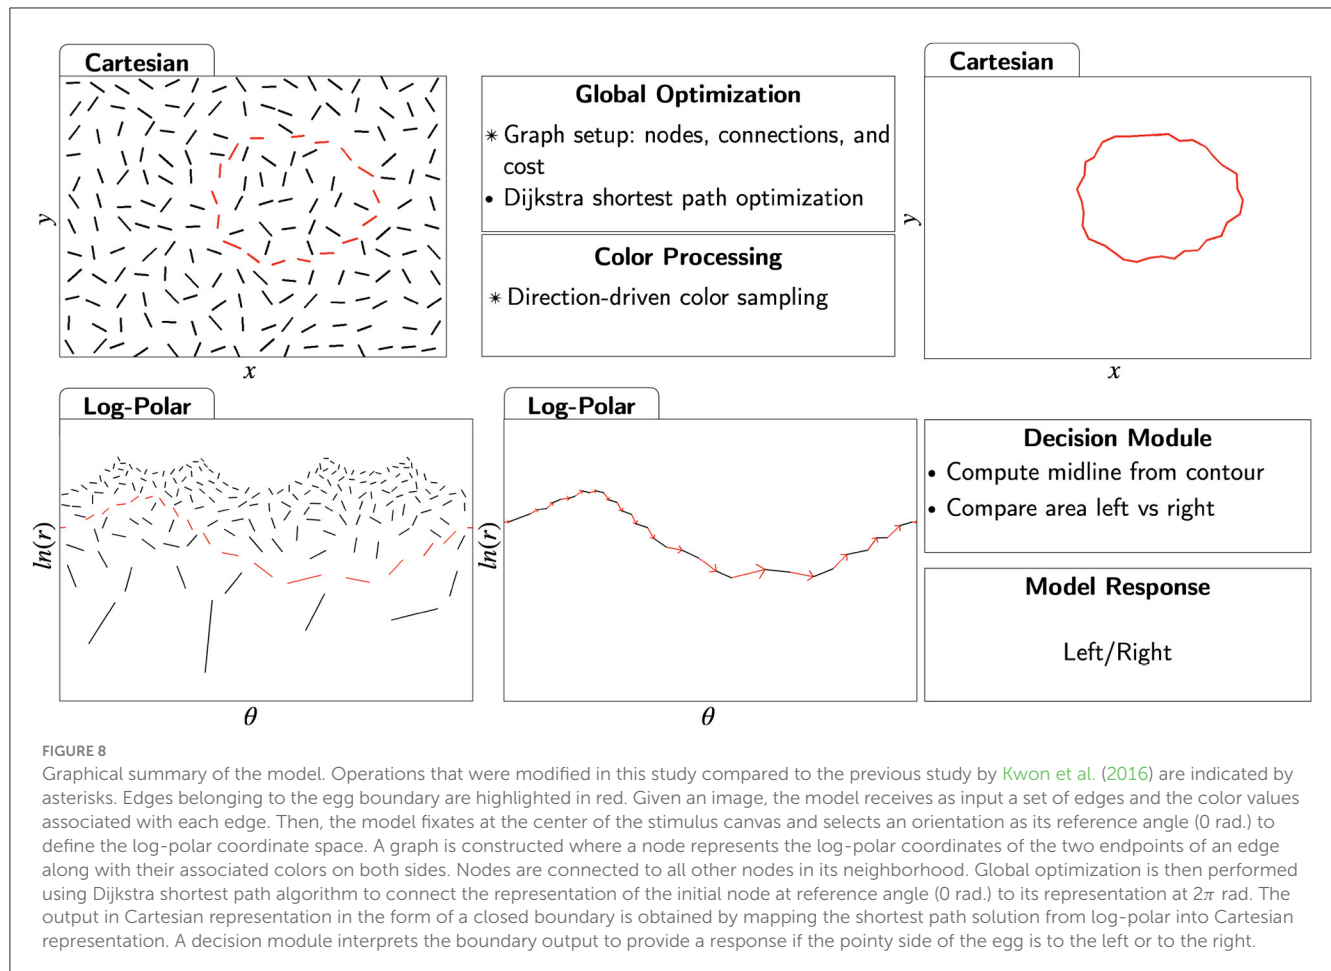 Cartesian
y
x
Global Optimization
✳ Graph setup: nodes, connections, and
cost
• Dijkstra shortest path optimization
Color Processing
✳ Direction-driven color sampling
Cartesian
y
x
Log-Polar
ln(r)
θ
Log-Polar
ln(r)
θ
Decision Module
• Compute midline from contour
• Compare area left vs right
Model Response
Left/Right
FIGURE 8
Graphical summary of the model. Operations that were modified in this study compared to the previous study by Kwon et al. (2016) are indicated by
asterisks. Edges belonging to the egg boundary are highlighted in red. Given an image, the model receives as input a set of edges and the color values
associated with each edge. Then, the model fixates at the center of the stimulus canvas and selects an orientation as its reference angle (0 rad.) to
define the log-polar coordinate space. A graph is constructed where a node represents the log-polar coordinates of the two endpoints of an edge
along with their associated colors on both sides. Nodes are connected to all other nodes in its neighborhood. Global optimization is then performed
using Dijkstra shortest path algorithm to connect the representation of the initial node at reference angle (0 rad.) to its representation at 2π rad. The
output in Cartesian representation in the form of a closed boundary is obtained by mapping the shortest path solution from log-polar into Cartesian
representation. A decision module interprets the boundary output to provide a response if the pointy side of the egg is to the left or to the right.